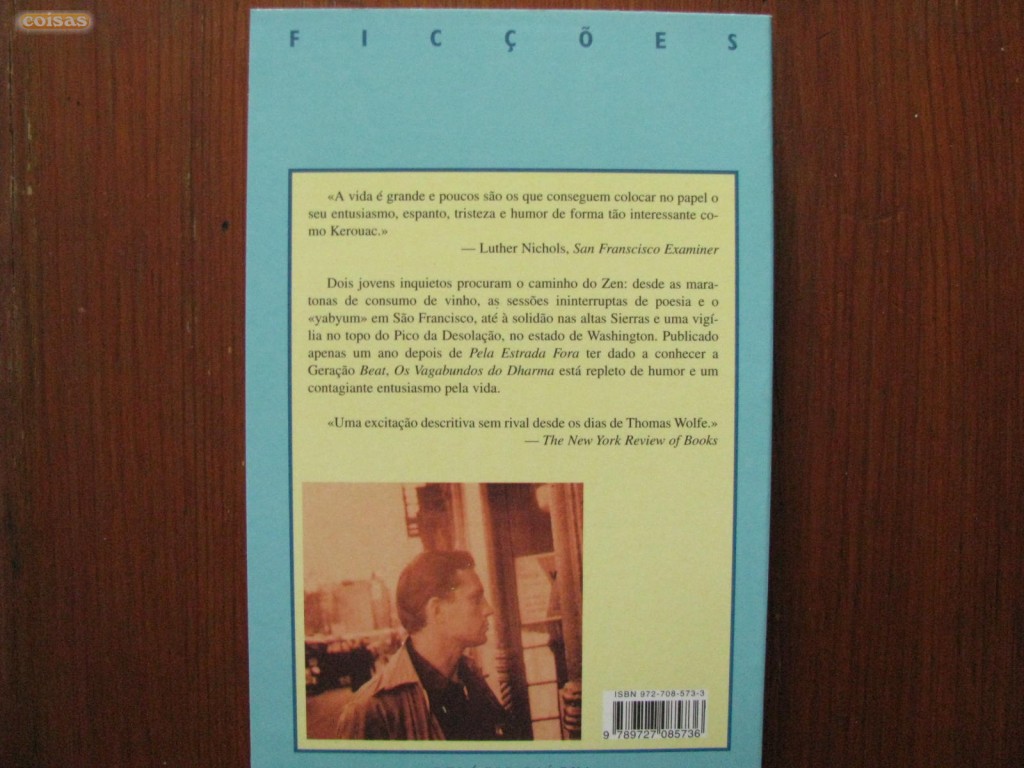 coisas
FICÇÕES
«A vida é grande e poucos são os que conseguem colocar no papel o
seu entusiasmo, espanto, tristeza e humor de forma tão interessante co-
mo Kerouac.»
— Luther Nichols, San Franscisco Examiner
Dois jovens inquietos procuram o caminho do Zen: desde as mara-
tonas de consumo de vinho, as sessões ininterruptas de poesia e o
«yabyum» em São Francisco, até à solidão nas altas Sierras e uma vigí-
lia no topo do Pico da Desolação, no estado de Washington. Publicado
apenas um ano depois de Pela Estrada Fora ter dado a conhecer a
Geração Beat, Os Vagabundos do Dharma está repleto de humor e um
contagiante entusiasmo pela vida.
«Uma excitação descritiva sem rival desde os dias de Thomas Wolfe.»
— The New York Review of Books
ISBN 972-708-573-3
9 789727 085736